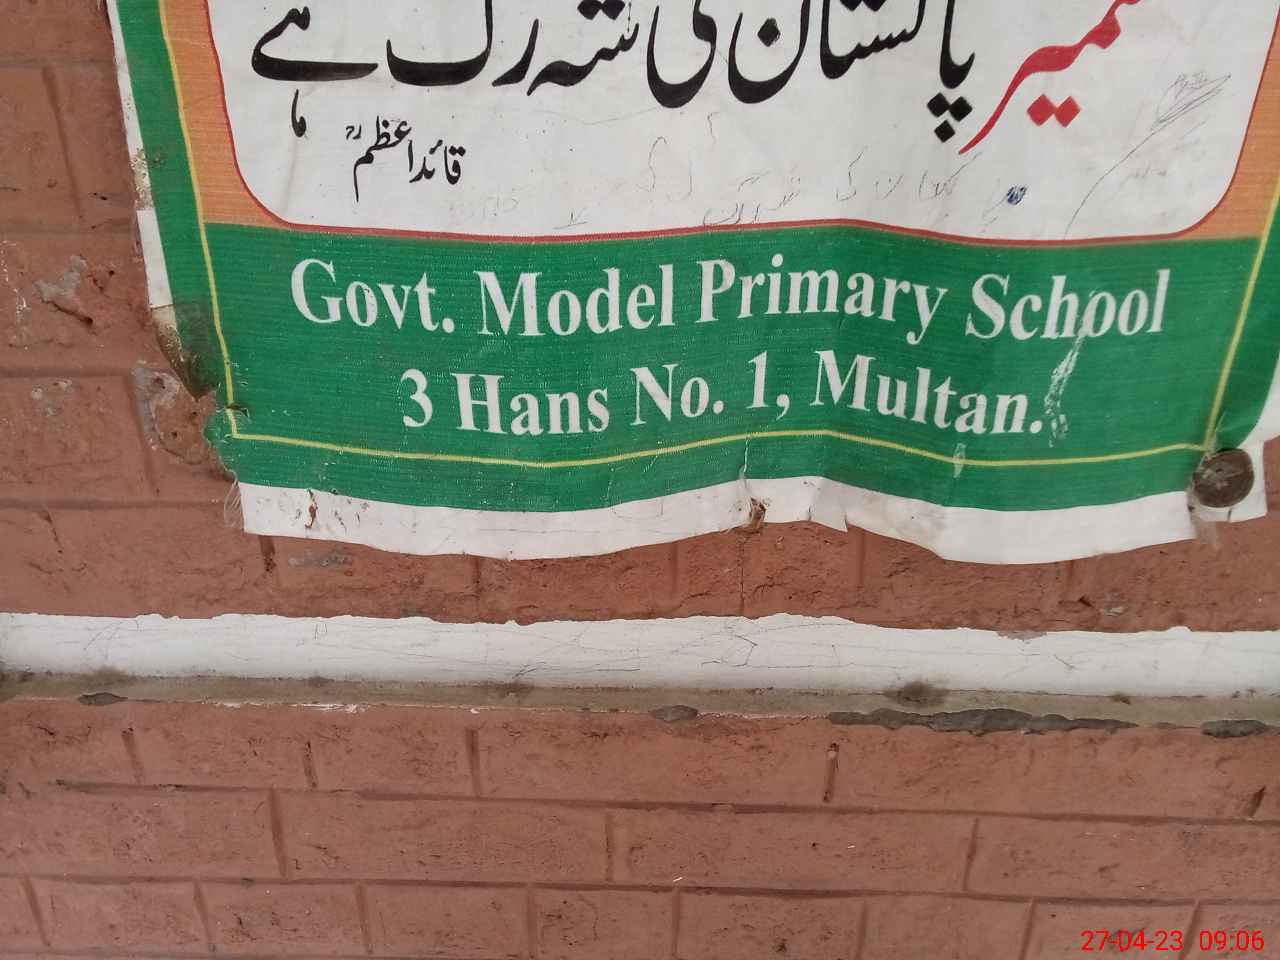 کشمیر پاکستان کی شہ رگ ہے
قائداعظمؒ
Govt. Model Primary School
3 Hans No. 1, Multan.
27-04-23 09:06